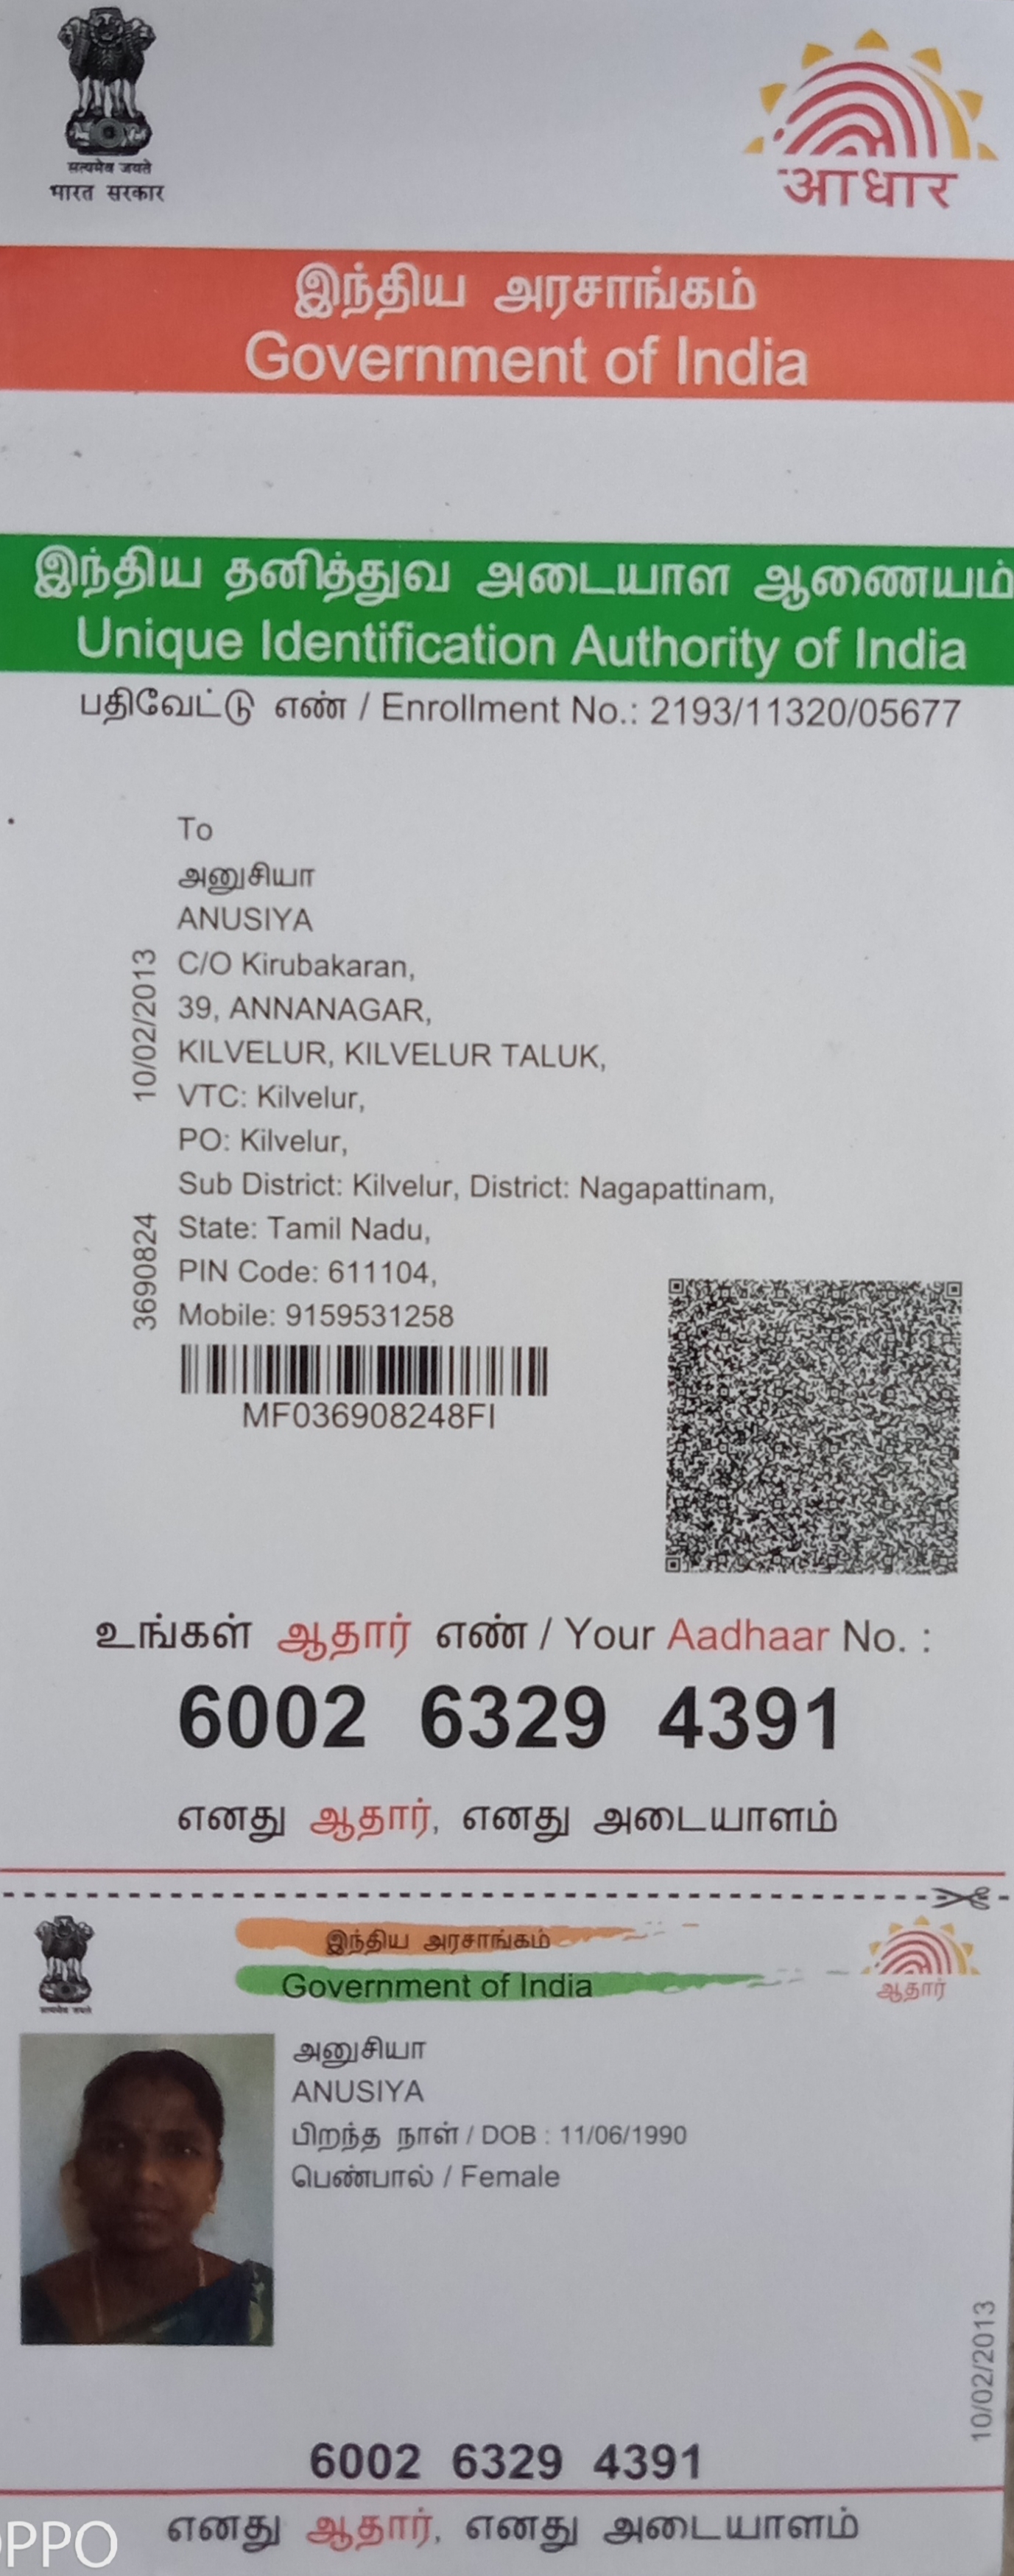 सत्यमेव जयते
भारत सरकार
आधार
இந்திய அரசாங்கம்
Government of India
இந்திய தனித்துவ அடையாள ஆணையம்
Unique Identification Authority of India
பதிவேட்டு எண் / Enrollment No.: 2193/11320/05677
To
அனுசியா
ANUSIYA
C/O Kirubakaran,
39, ANNANAGAR,
KILVELUR, KILVELUR TALUK,
VTC: Kilvelur,
PO: Kilvelur,
Sub District: Kilvelur, District: Nagapattinam,
State: Tamil Nadu,
PIN Code: 611104,
Mobile: 9159531258
10/02/2013
3690824
MF036908248FI
உங்கள் ஆதார் எண் / Your Aadhaar No. :
6002 6329 4391
எனது ஆதார், எனது அடையாளம்
सत्यमेव जयते
இந்திய அரசாங்கம்
Government of India
ஆதார்
அனுசியா
ANUSIYA
பிறந்த நாள் / DOB : 11/06/1990
பெண்பால் / Female
10/02/2013
6002 6329 4391
எனது ஆதார், எனது அடையாளம்
OPPO